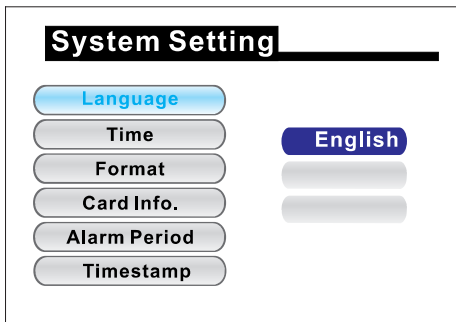 System Setting
Language
Time
English
Format
Card Info.
Alarm Period
Timestamp